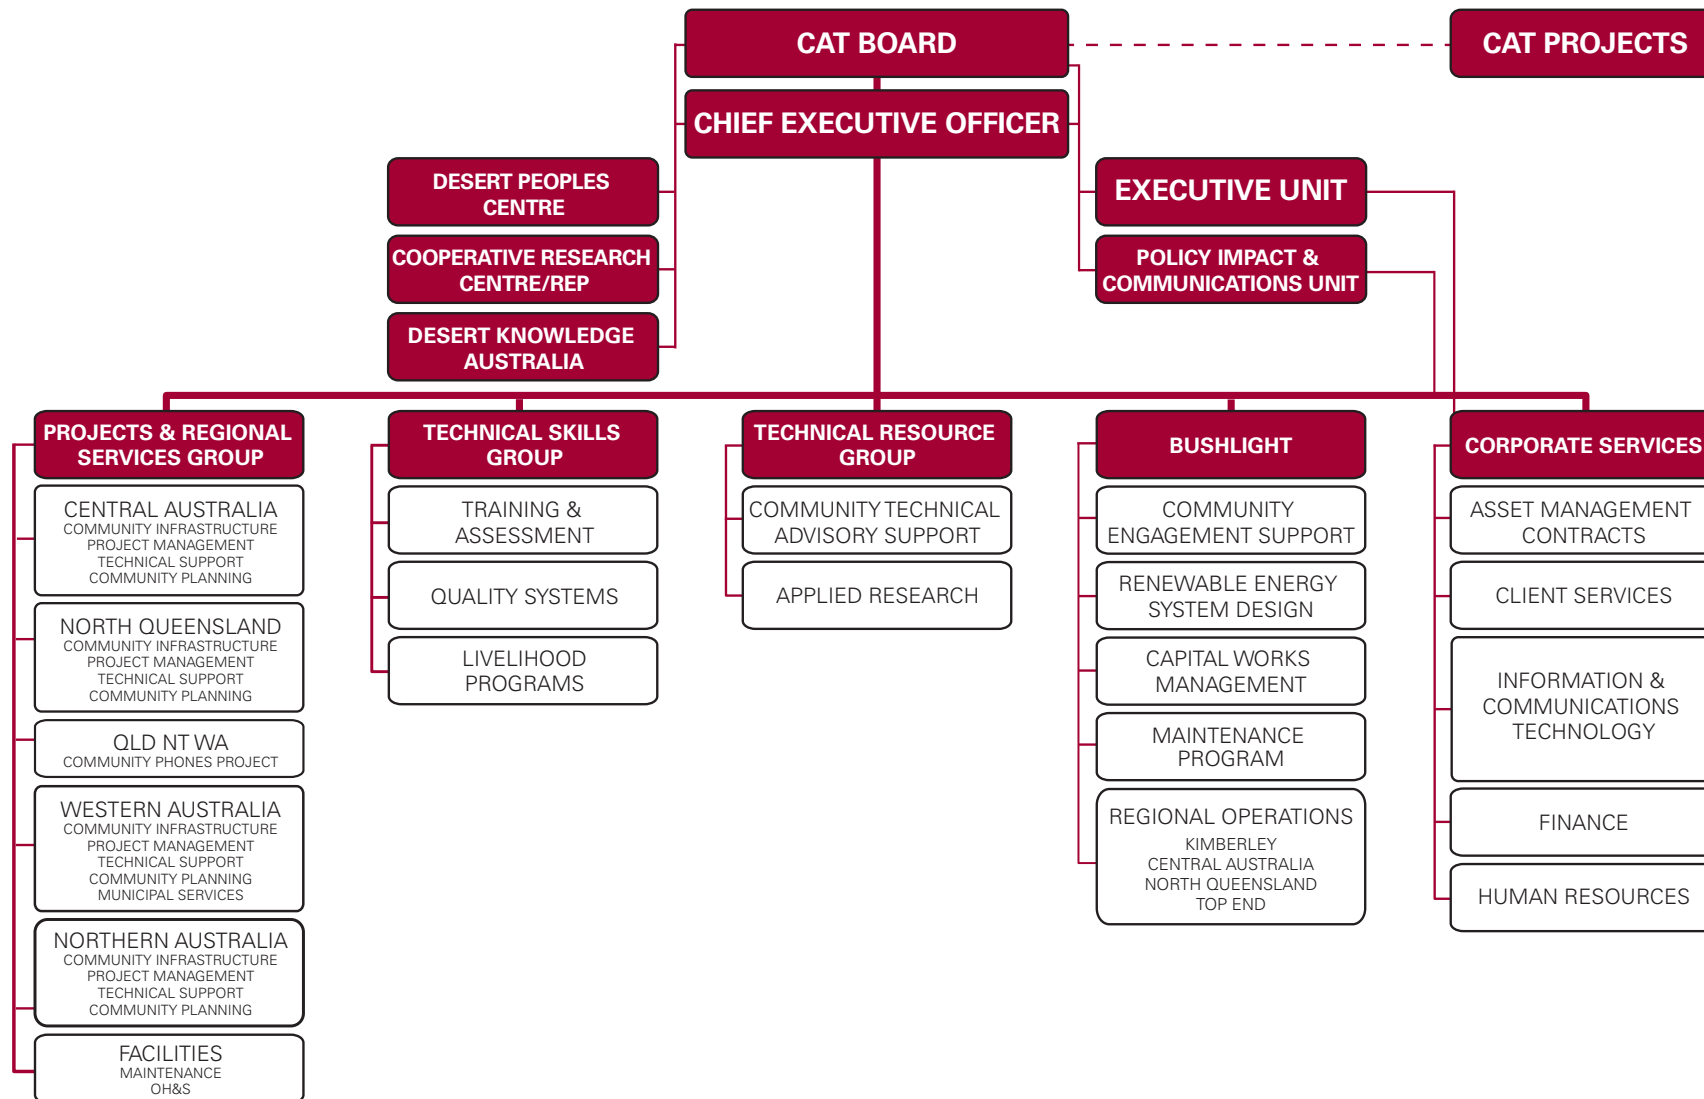 CAT BOARD
CAT PROJECTS
CHIEF EXECUTIVE OFFICER
DESERT PEOPLES
CENTRE
EXECUTIVE UNIT
COOPERATIVE RESEARCH
CENTRE/REP
POLICY IMPACT &
COMMUNICATIONS UNIT
DESERT KNOWLEDGE
AUSTRALIA
PROJECTS & REGIONAL
SERVICES GROUP
CENTRAL AUSTRALIA
COMMUNITY INFRASTRUCTURE
PROJECT MANAGEMENT
TECHNICAL SUPPORT
COMMUNITY PLANNING
NORTH QUEENSLAND
COMMUNITY INFRASTRUCTURE
PROJECT MANAGEMENT
TECHNICAL SUPPORT
COMMUNITY PLANNING
QLD NT WA
COMMUNITY PHONES PROJECT
WESTERN AUSTRALIA
COMMUNITY INFRASTRUCTURE
PROJECT MANAGEMENT
TECHNICAL SUPPORT
COMMUNITY PLANNING
MUNICIPAL SERVICES
NORTHERN AUSTRALIA
COMMUNITY INFRASTRUCTURE
PROJECT MANAGEMENT
TECHNICAL SUPPORT
COMMUNITY PLANNING
FACILITIES
MAINTENANCE
OH&S
TECHNICAL SKILLS
GROUP
TRAINING &
ASSESSMENT
QUALITY SYSTEMS
LIVELIHOOD
PROGRAMS
TECHNICAL RESOURCE
GROUP
COMMUNITY TECHNICAL
ADVISORY SUPPORT
APPLIED RESEARCH
BUSHLIGHT
COMMUNITY
ENGAGEMENT SUPPORT
RENEWABLE ENERGY
SYSTEM DESIGN
CAPITAL WORKS
MANAGEMENT
MAINTENANCE
PROGRAM
REGIONAL OPERATIONS
KIMBERLEY
CENTRAL AUSTRALIA
NORTH QUEENSLAND
TOP END
CORPORATE SERVICES
ASSET MANAGEMENT
CONTRACTS
CLIENT SERVICES
INFORMATION &
COMMUNICATIONS
TECHNOLOGY
FINANCE
HUMAN RESOURCES